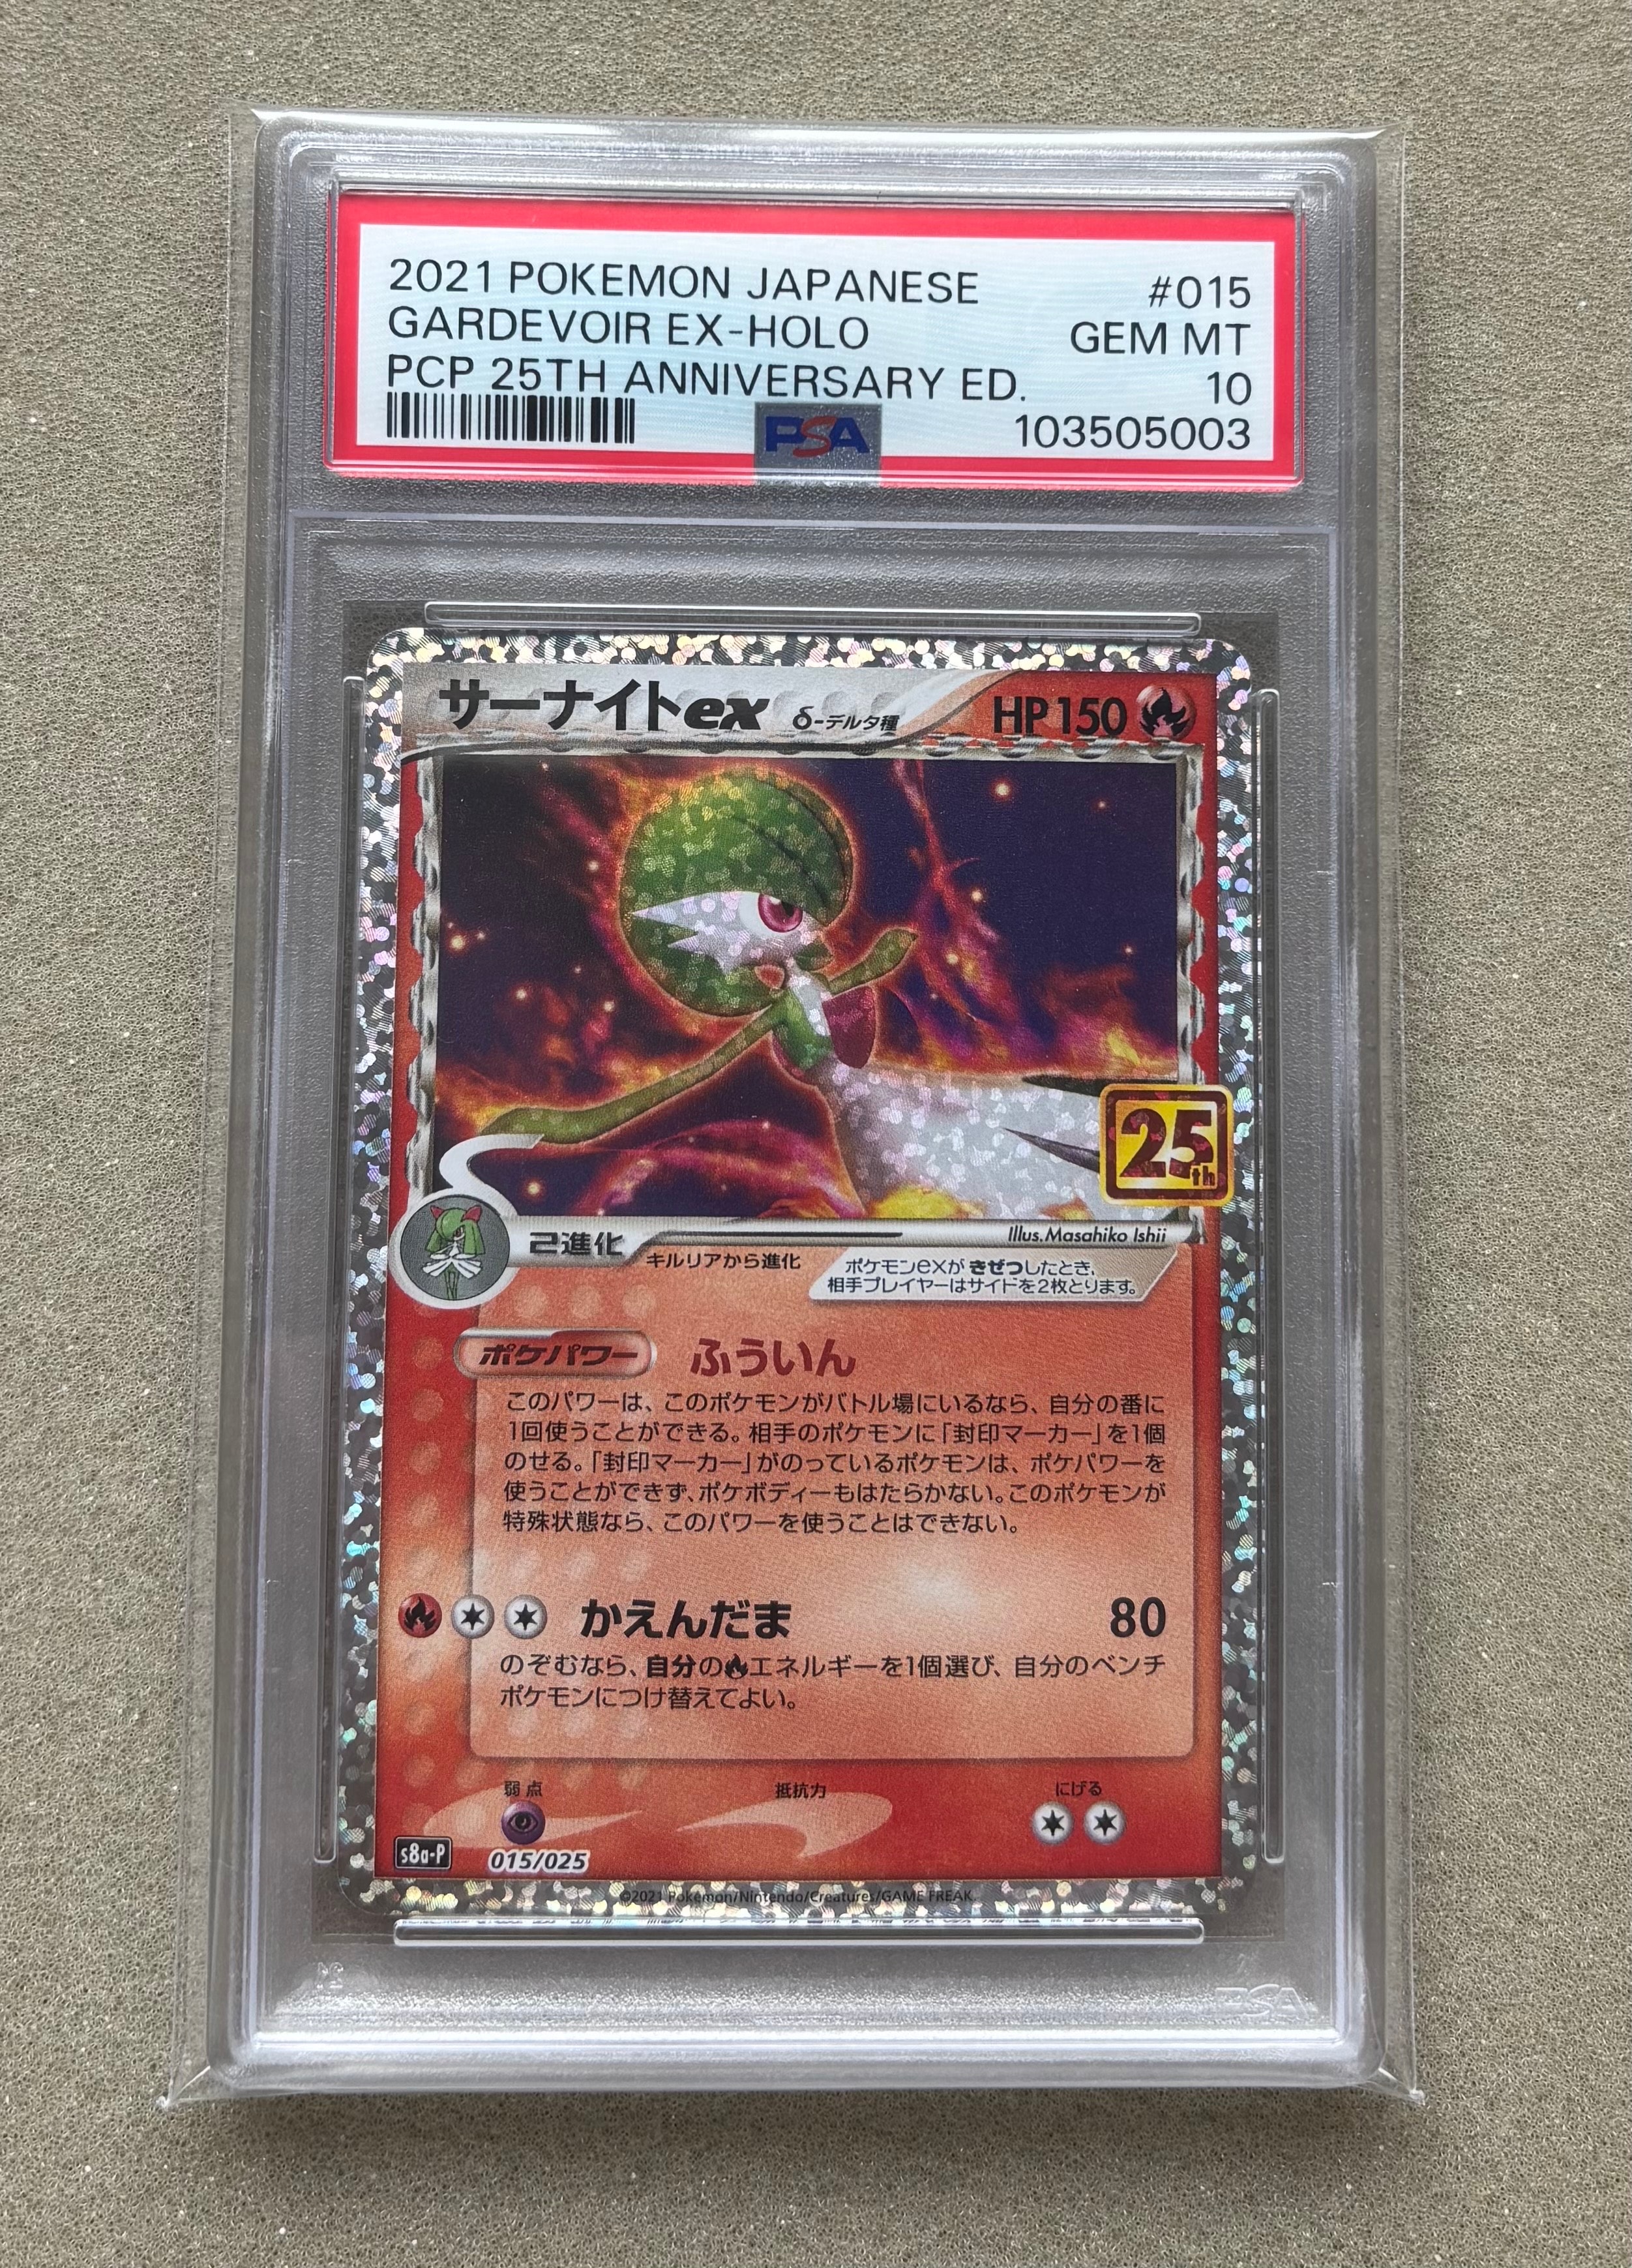 2021 POKEMON JAPANESE #015
GARDEVOIR EX-HOLO GEM MT
PCP 25TH ANNIVERSARY ED. 10
PSA 103505003
サーナイトex δ-デルタ種 HP150
25th
2進化 キルリアから進化
Illus. Masahiko Ishii
ポケモンexが きぜつしたとき、
相手プレイヤーはサイドを2枚とります。
ポケパワー ふういん
このパワーは、このポケモンがバトル場にいるなら、自分の番に
1回使うことができる。相手のポケモンに「封印マーカー」を1個
のせる。「封印マーカー」がのっているポケモンは、ポケパワーを
使うことができず、ポケボディーもはたらかない。このポケモンが
特殊状態なら、このパワーを使うことはできない。
かえんだま 80
のぞむなら、自分のエネルギーを1個選び、自分のベンチ
ポケモンにつけ替えてよい。
弱点 抵抗力 にげる
s8a-P 015/025
©2021 Pokémon/Nintendo/Creatures/GAME FREAK.
PSA